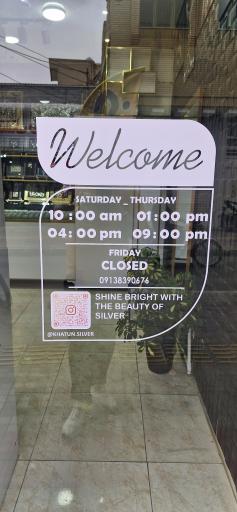 Welcome
SATURDAY _ THURSDAY
10 : 00 am 01 : 00 pm
04 : 00 pm 09 : 00 pm
FRIDAY
CLOSED
09138390676
SHINE BRIGHT WITH
THE BEAUTY OF
SILVER
@KHATUN.SILVER